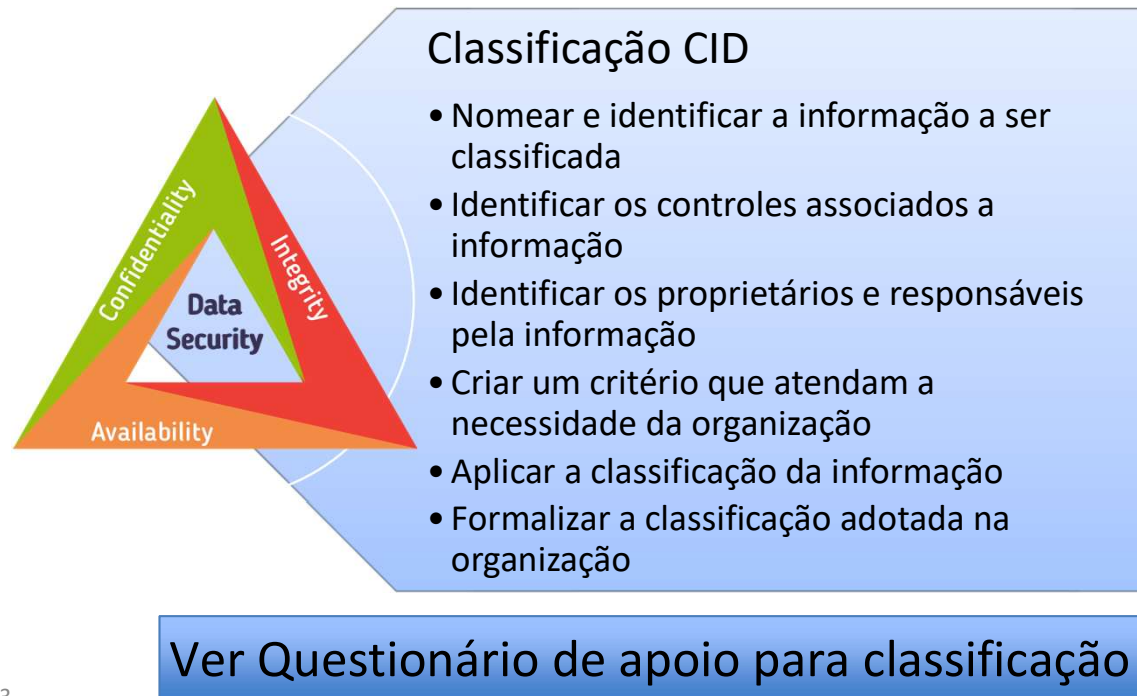 Classificação CID
• Nomear e identificar a informação a ser
classificada
• Identificar os controles associados a
informação
• Identificar os proprietários e responsáveis
pela informação
• Criar um critério que atendam a
necessidade da organização
• Aplicar a classificação da informação
• Formalizar a classificação adotada na
organização
Confidentiality
Integrity
Data
Security
Availability
Ver Questionário de apoio para classificação